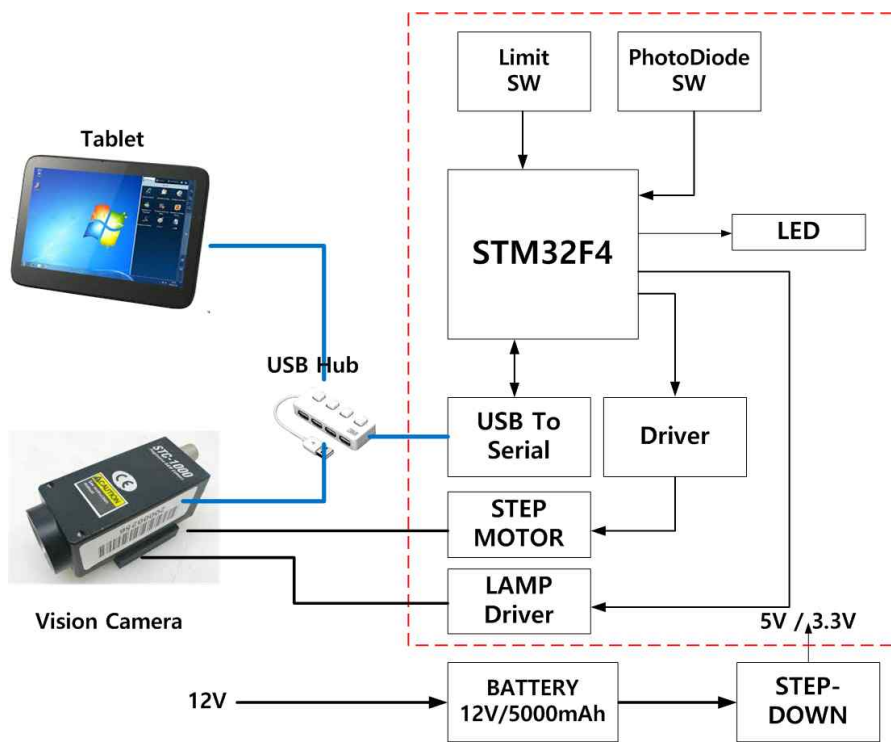 Limit
SW
PhotoDiode
SW
Tablet
STM32F4
LED
USB Hub
USB To
Serial
Driver
STC-1000
CE
CAUTION
STEP
MOTOR
LAMP
Driver
Vision Camera
5V / 3.3V
12V
BATTERY
12V/5000mAh
STEP-
DOWN